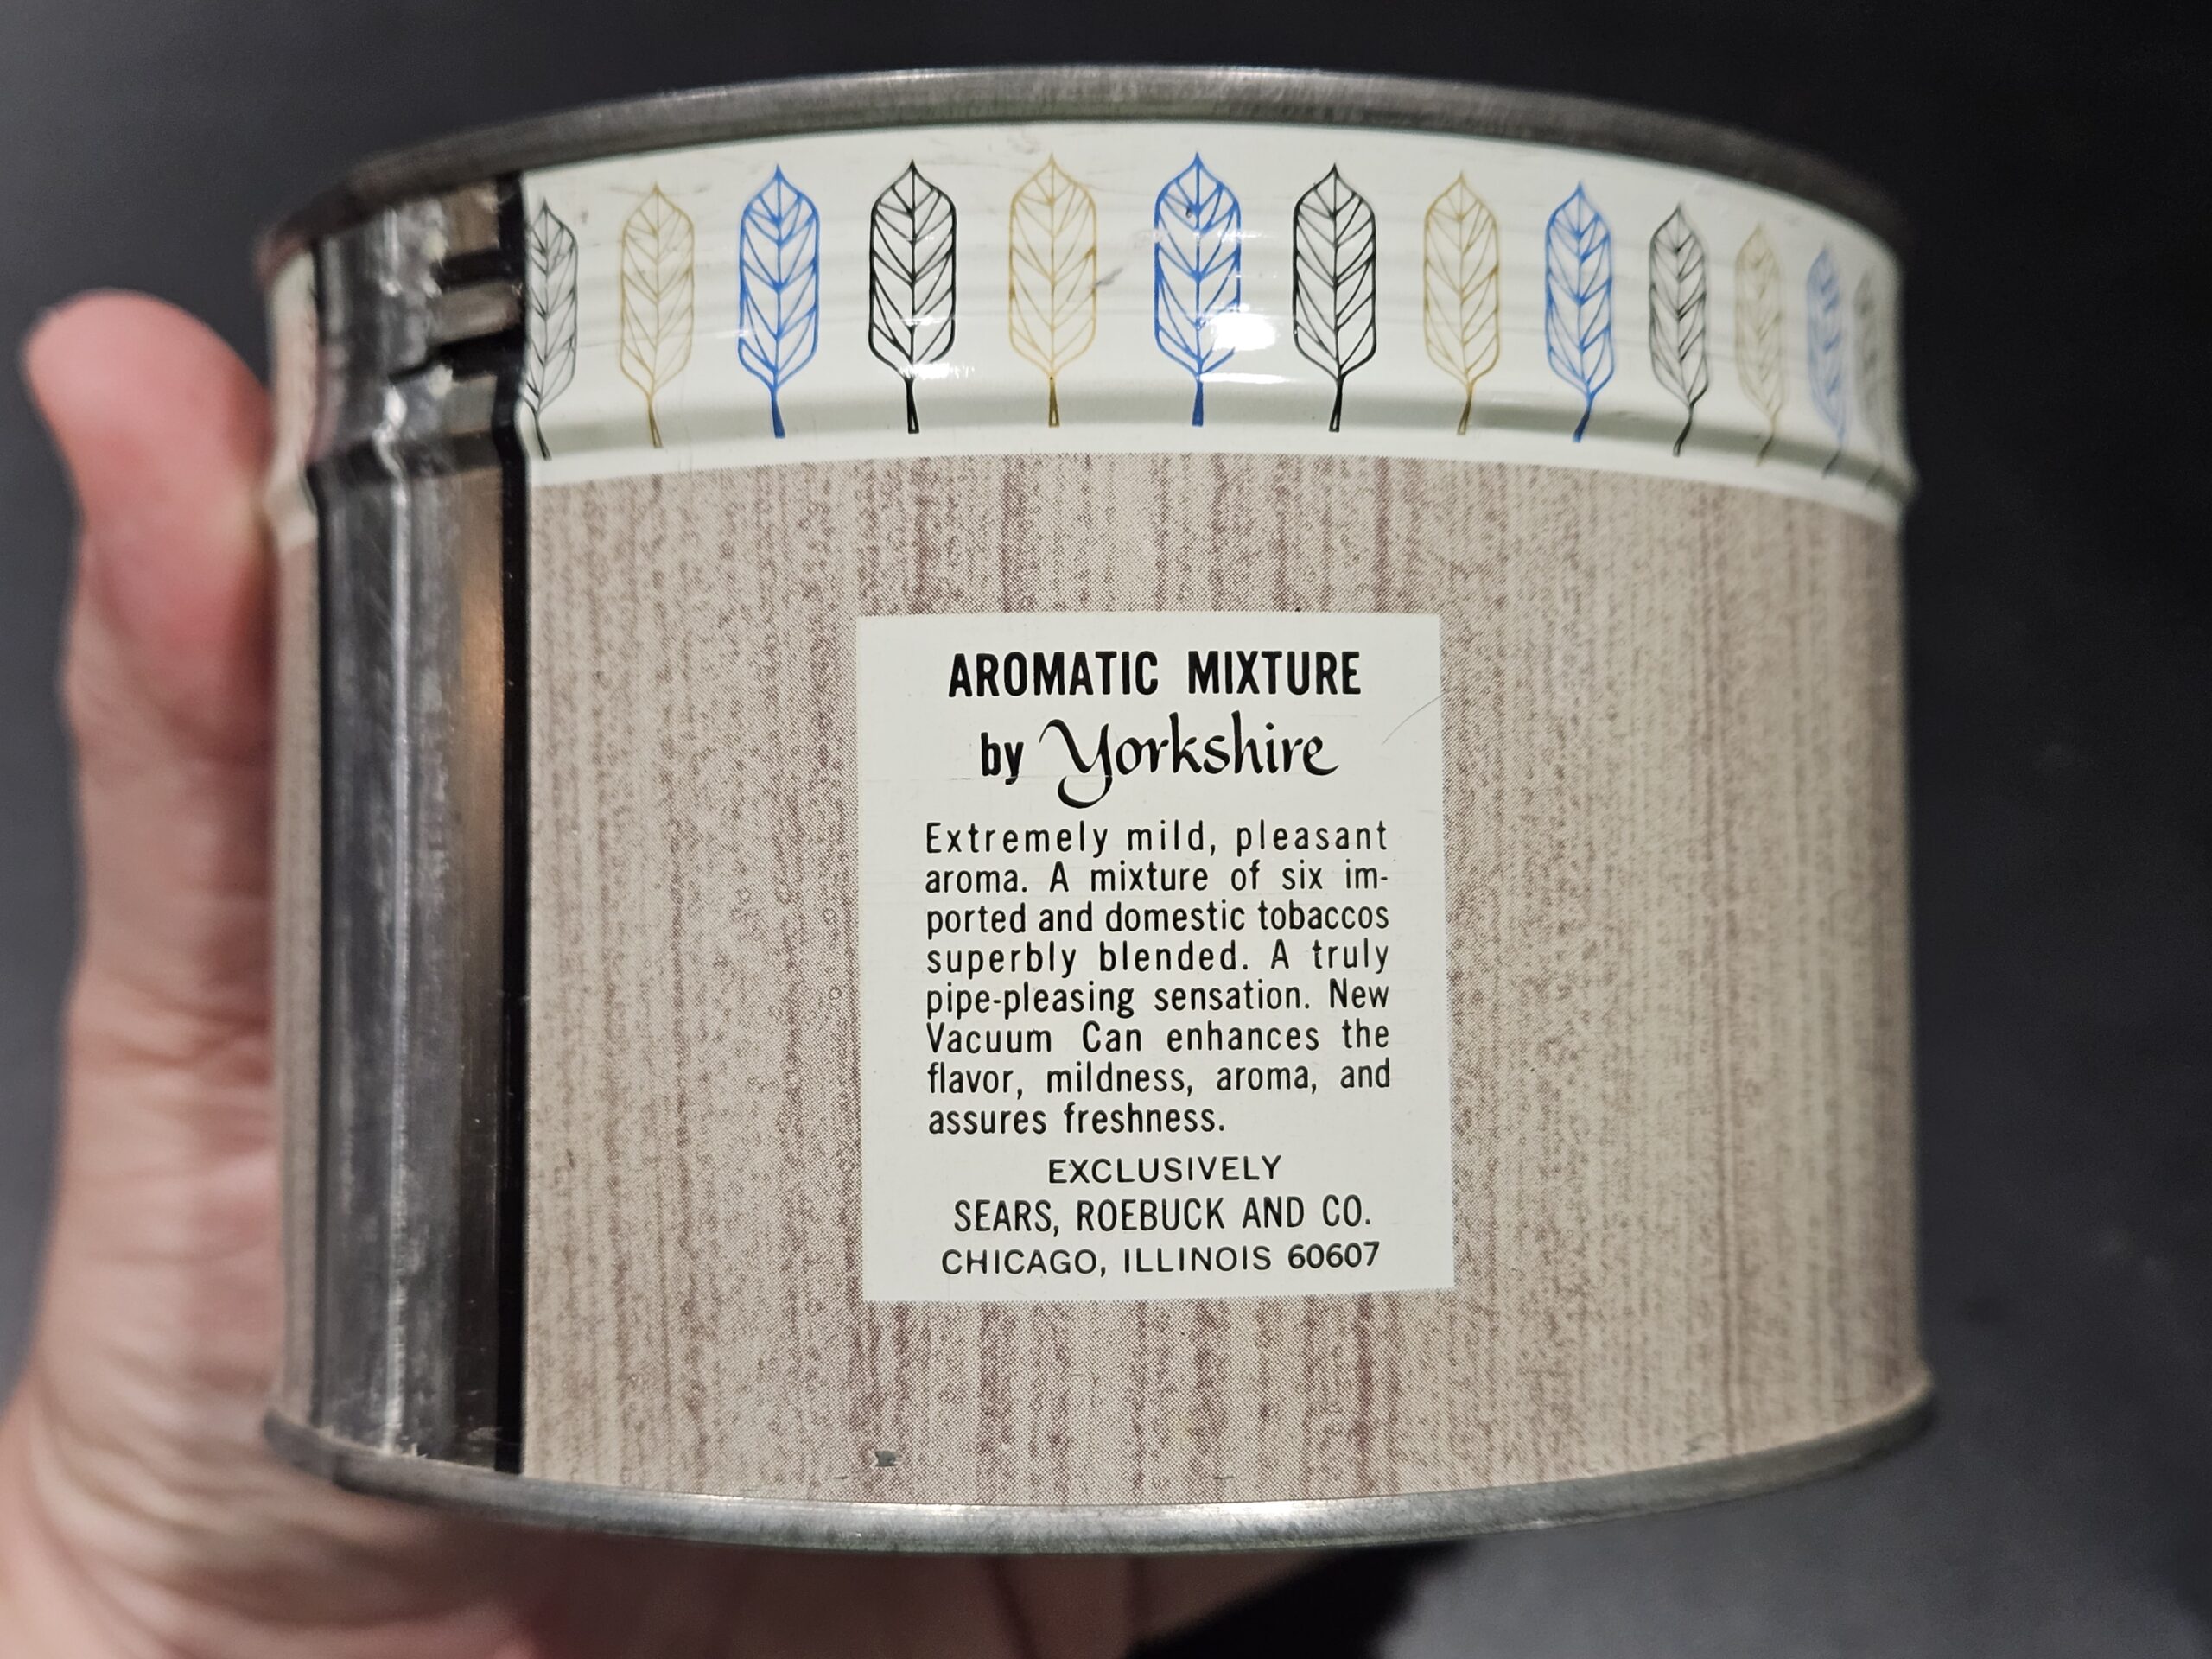 AROMATIC MIXTURE
by Yorkshire
Extremely mild, pleasant
aroma. A mixture of six im-
ported and domestic tobaccos
superbly blended. A truly
pipe-pleasing sensation. New
Vacuum Can enhances the
flavor, mildness, aroma, and
assures freshness.
EXCLUSIVELY
SEARS, ROEBUCK AND CO.
CHICAGO, ILLINOIS 60607